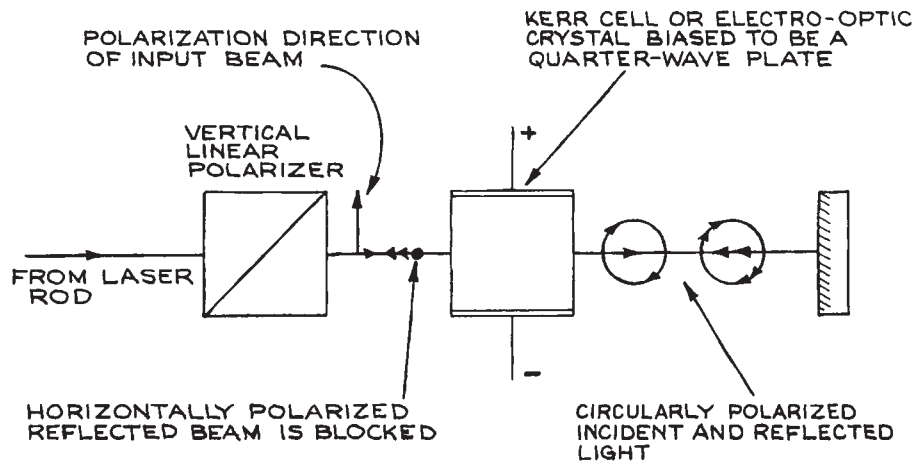 POLARIZATION DIRECTION
OF INPUT BEAM
KERR CELL OR ELECTRO-OPTIC
CRYSTAL BIASED TO BE A
QUARTER-WAVE PLATE
VERTICAL
LINEAR
POLARIZER
+
FROM LASER
ROD
-
HORIZONTALLY POLARIZED
REFLECTED BEAM IS BLOCKED
CIRCULARLY POLARIZED
INCIDENT AND REFLECTED
LIGHT